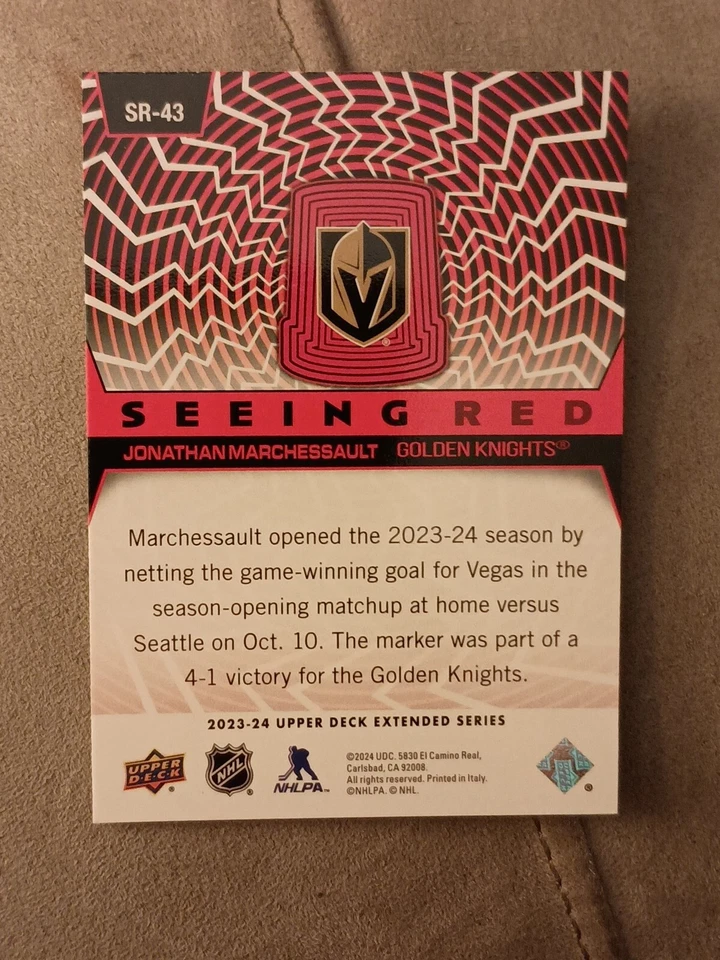 SR-43
SEEING RED
JONATHAN MARCHESSAULT GOLDEN KNIGHTS®
Marchessault opened the 2023-24 season by
netting the game-winning goal for Vegas in the
season-opening matchup at home versus
Seattle on Oct. 10. The marker was part of a
4-1 victory for the Golden Knights.
2023-24 UPPER DECK EXTENDED SERIES
UPPER
DECK
®
NHL
®
NHLPA™
©2024 UDC. 5830 El Camino Real,
Carlsbad, CA 92008.
All rights reserved. Printed in Italy.
©NHLPA. © NHL.
®